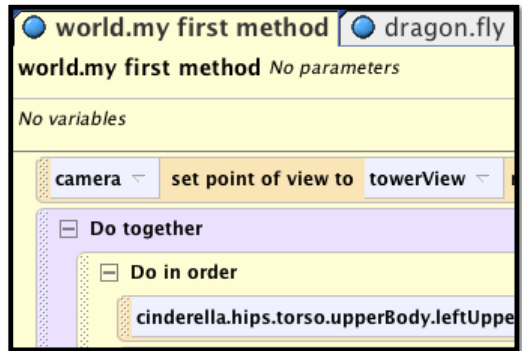 world.my first method dragon.fly
world.my first method No parameters
No variables
camera set point of view to towerView
Do together
Do in order
cinderella.hips.torso.upperBody.leftUppe